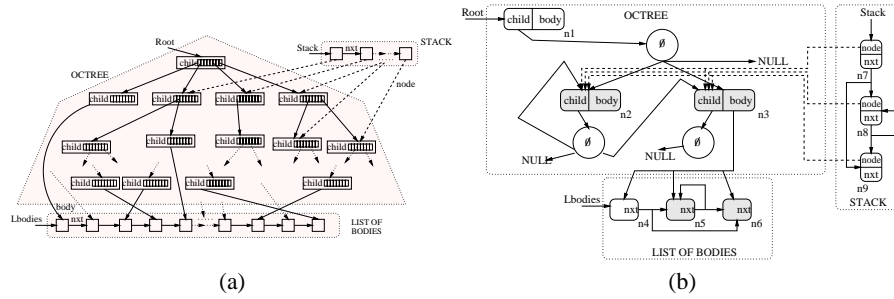 Root
STACK
Stack
nxt
child
OCTREE
node
child
child
child
child
child
child
child
child
child
child
child
child
child
body
Lbodies
nxt
LIST OF
BODIES
(a)
Root
child body
n1
OCTREE
ø
NULL
child body
n2
child body
n3
ø
ø
NULL
NULL
Lbodies
nxt
n4
nxt
n5
nxt
n6
LIST OF BODIES
Stack
node
nxt
n7
node
nxt
n8
node
nxt
n9
STACK
(b)